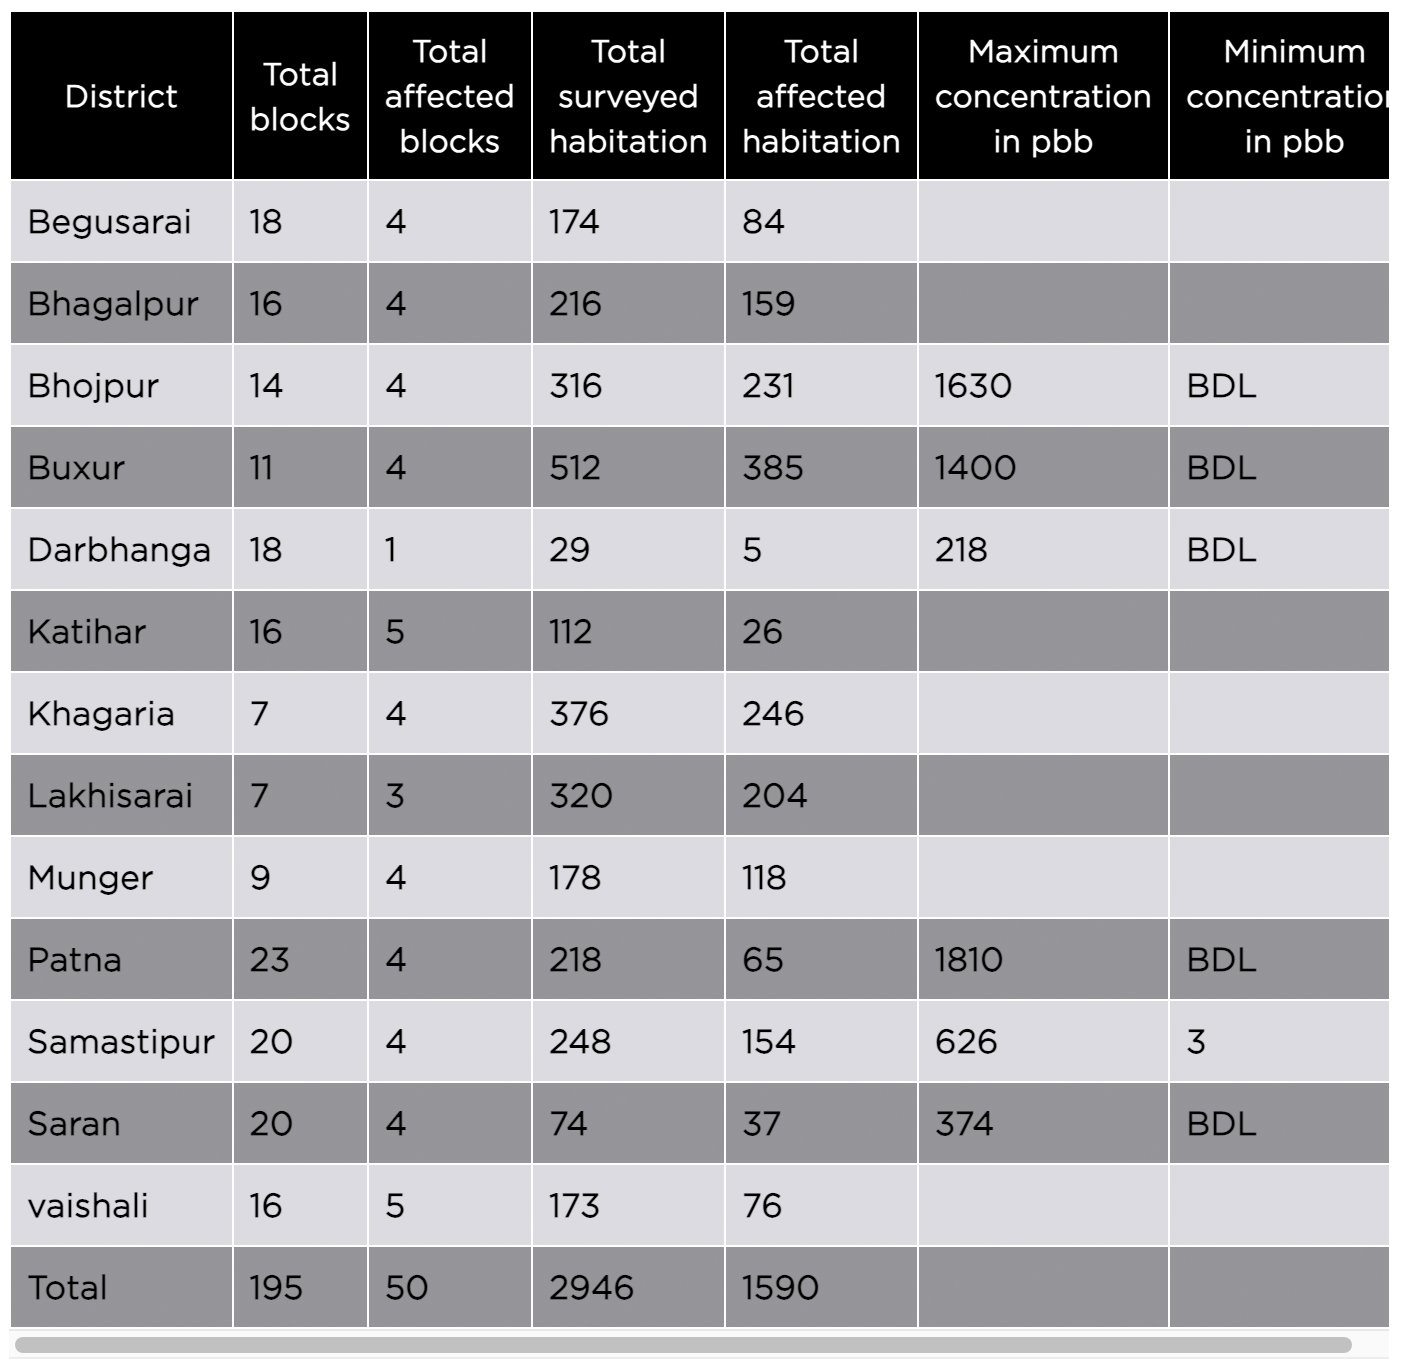 District Total blocks Total affected blocks Total surveyed habitation Total affected habitation Maximum concentration in pbb Minimum concentration in pbb
Begusarai 18 4 174 84
Bhagalpur 16 4 216 159
Bhojpur 14 4 316 231 1630 BDL
Buxur 11 4 512 385 1400 BDL
Darbhanga 18 1 29 5 218 BDL
Katihar 16 5 112 26
Khagaria 7 4 376 246
Lakhisarai 7 3 320 204
Munger 9 4 178 118
Patna 23 4 218 65 1810 BDL
Samastipur 20 4 248 154 626 3
Saran 20 4 74 37 374 BDL
vaishali 16 5 173 76
Total 195 50 2946 1590